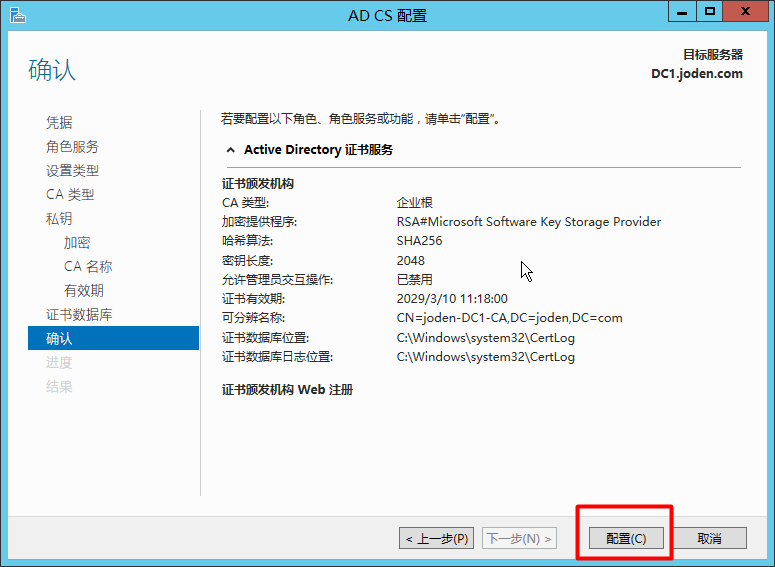 AD CS 配置
确认
目标服务器
DC1.joden.com
凭据
角色服务
设置类型
CA 类型
私钥
加密
CA 名称
有效期
证书数据库
确认
进度
结果
若要配置以下角色、角色服务或功能，请单击"配置"。
Active Directory 证书服务
证书颁发机构
CA 类型: 企业根
加密提供程序: RSA#Microsoft Software Key Storage Provider
哈希算法: SHA256
密钥长度: 2048
允许管理员交互操作: 已禁用
证书有效期: 2029/3/10 11:18:00
可分辨名称: CN=joden-DC1-CA,DC=joden,DC=com
证书数据库位置: C:\Windows\system32\CertLog
证书数据库日志位置: C:\Windows\system32\CertLog
证书颁发机构 Web 注册
< 上一步(P) 下一步(N) > 配置(C) 取消